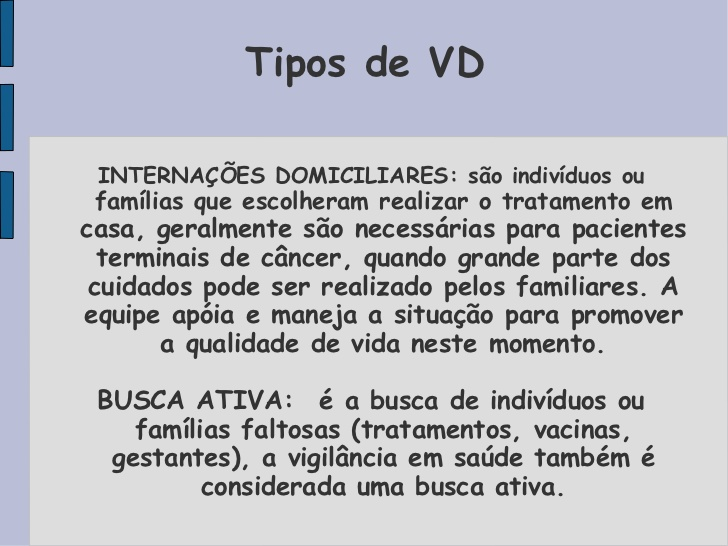 Tipos de VD
INTERNAÇÕES DOMICILIARES: são indivíduos ou
famílias que escolheram realizar o tratamento em
casa, geralmente são necessárias para pacientes
terminais de câncer, quando grande parte dos
cuidados pode ser realizado pelos familiares. A
equipe apóia e maneja a situação para promover
a qualidade de vida neste momento.
BUSCA ATIVA: é a busca de indivíduos ou
famílias faltosas (tratamentos, vacinas,
gestantes), a vigilância em saúde também é
considerada uma busca ativa.